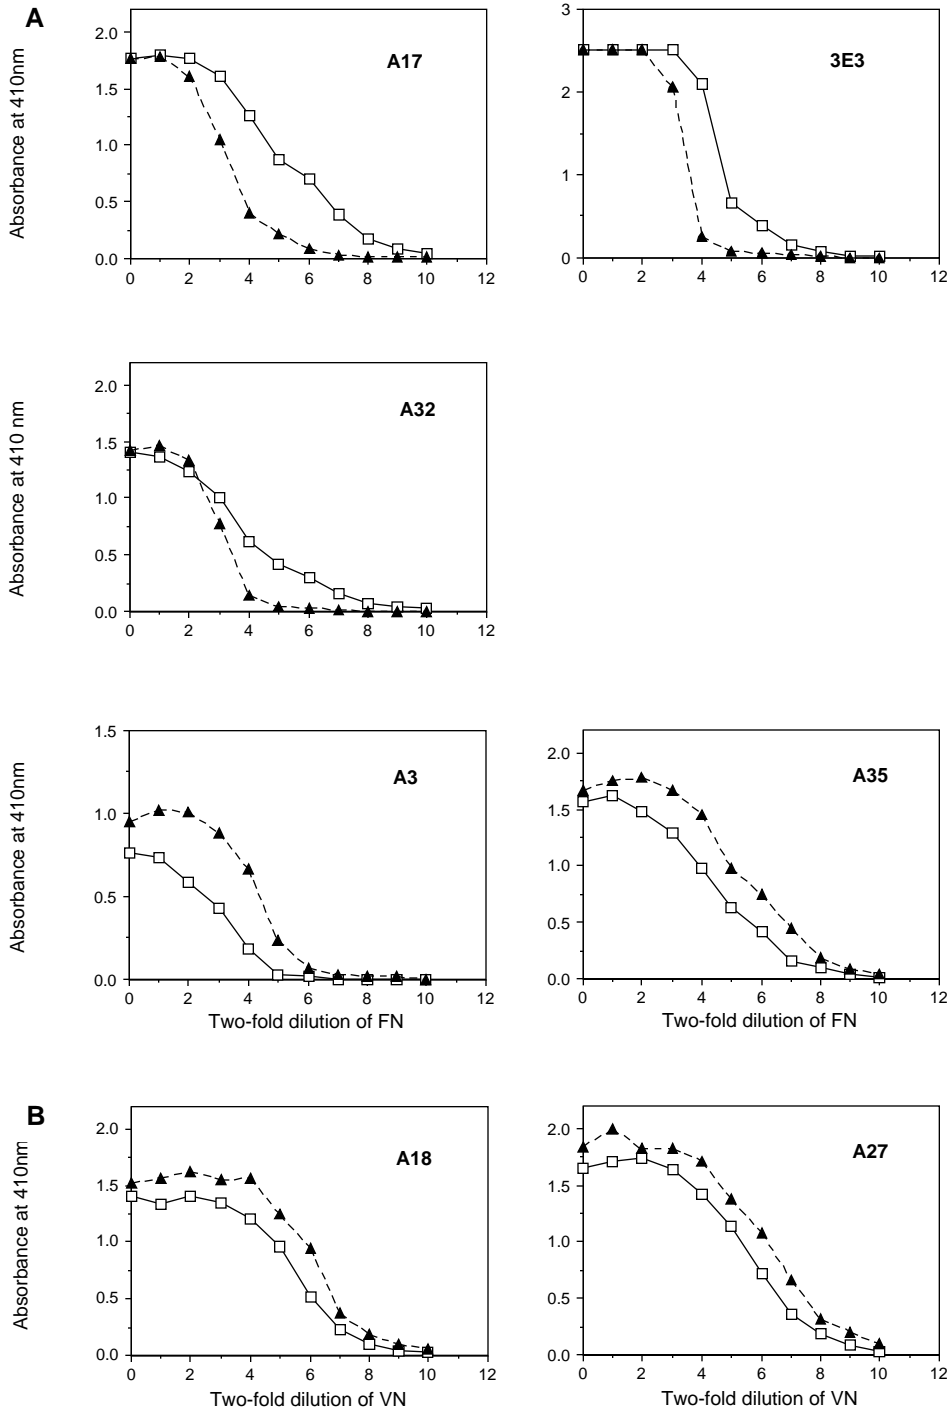 A
A17
3E3
Absorbance at 410nm
2.0
1.5
1.0
0.5
0.0
0 2 4 6 8 10 12
3
2
1
0
0 2 4 6 8 10 12
A32
Absorbance at 410 nm
2.0
1.5
1.0
0.5
0.0
0 2 4 6 8 10 12
A3
Absorbance at 410nm
1.5
1.0
0.5
0.0
0 2 4 6 8 10 12
Two-fold dilution of FN
A35
2.0
1.5
1.0
0.5
0.0
0 2 4 6 8 10 12
Two-fold dilution of FN
B
A18
Absorbance at 410nm
2.0
1.5
1.0
0.5
0.0
0 2 4 6 8 10 12
Two-fold dilution of VN
A27
2.0
1.5
1.0
0.5
0.0
0 2 4 6 8 10 12
Two-fold dilution of VN